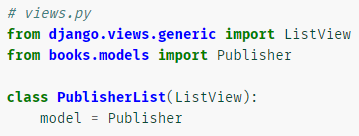 # views.py
from django.views.generic import ListView
from books.models import Publisher

class PublisherList(ListView):
    model = Publisher